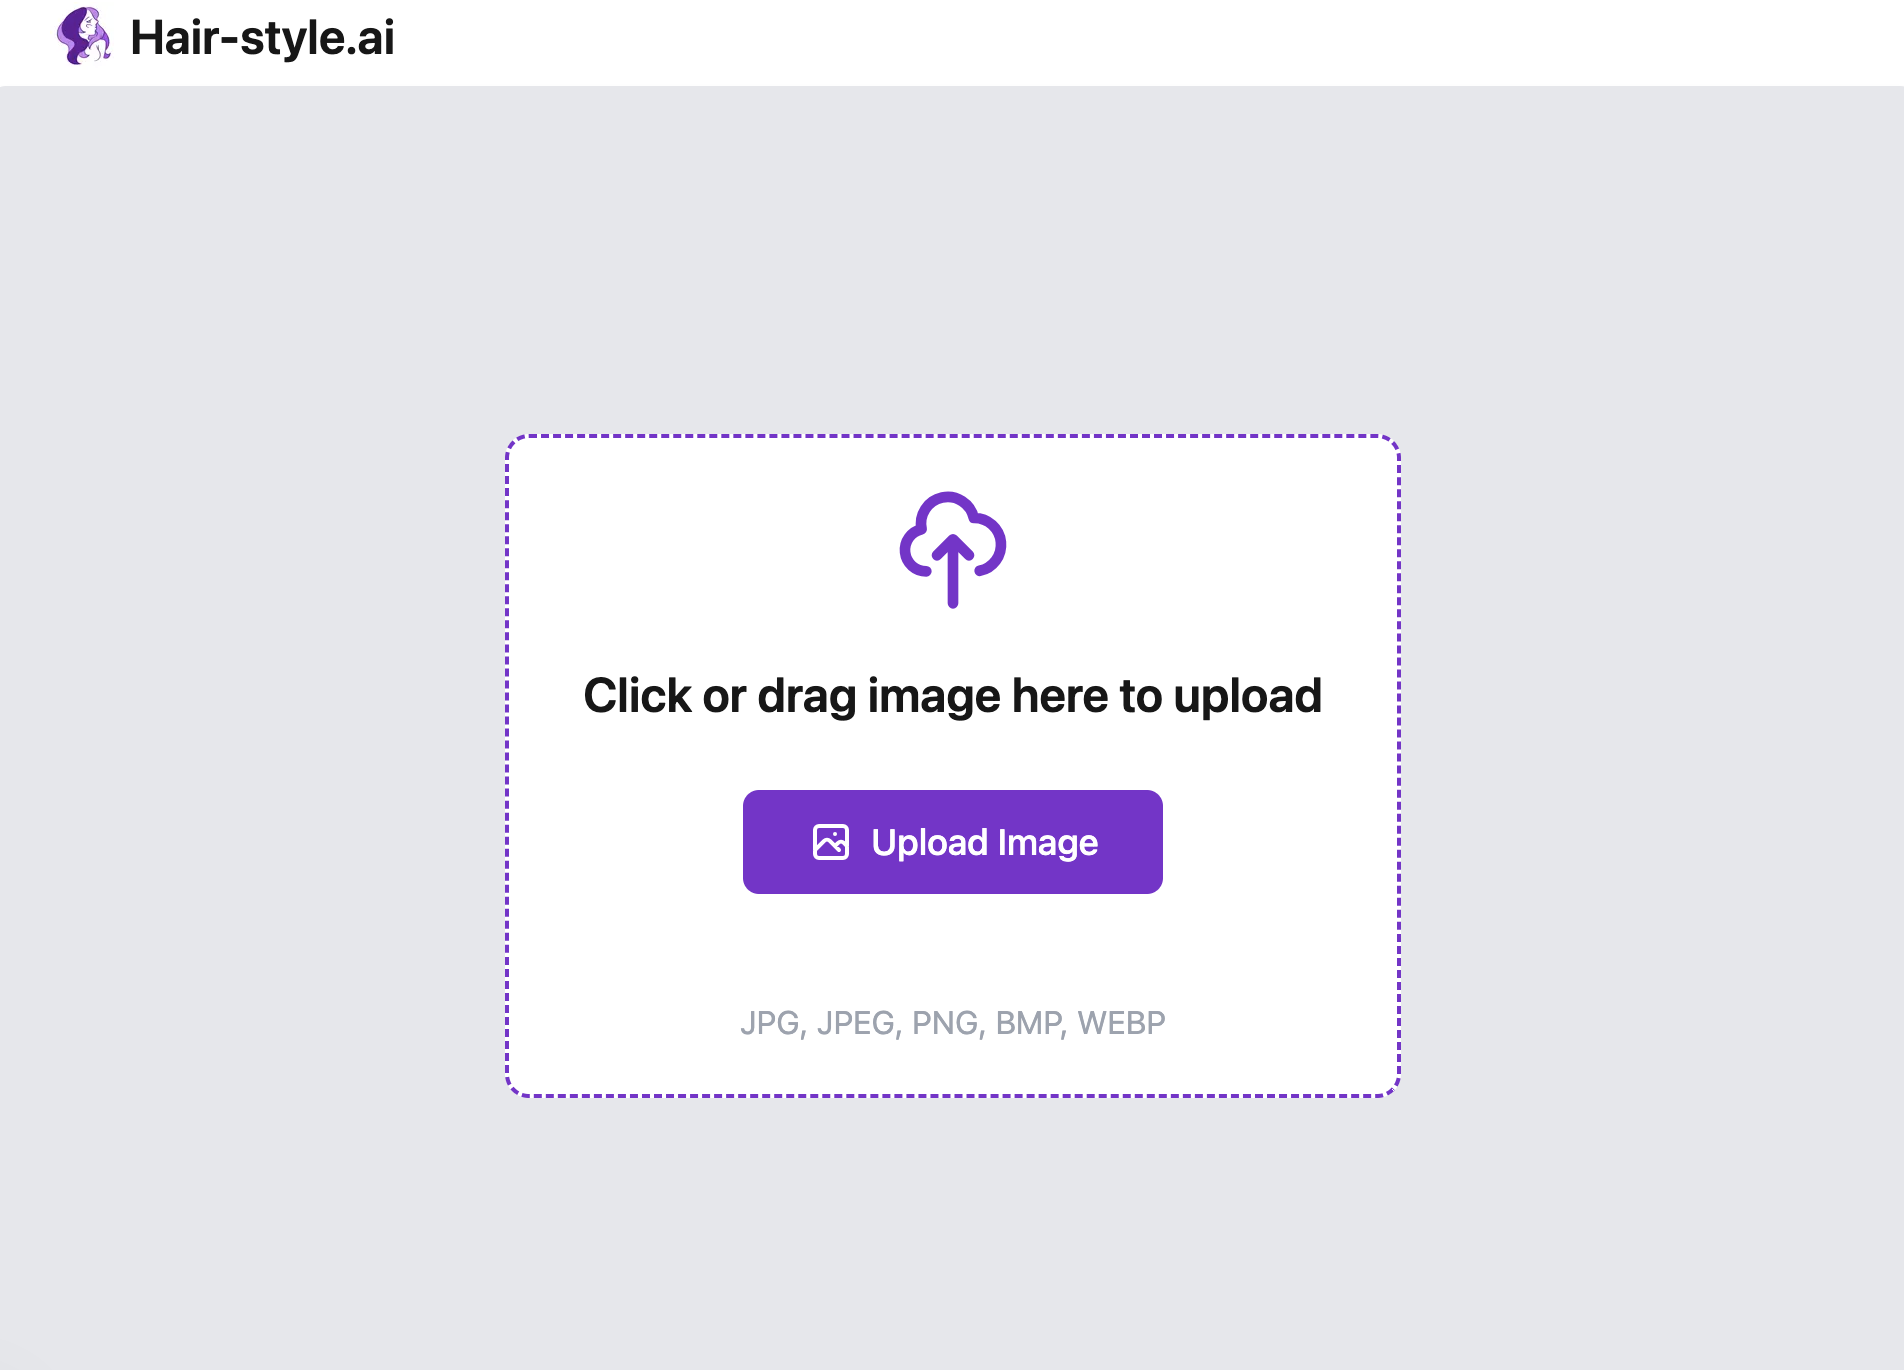 Hair-style.ai
Click or drag image here to upload
Upload Image
JPG, JPEG, PNG, BMP, WEBP